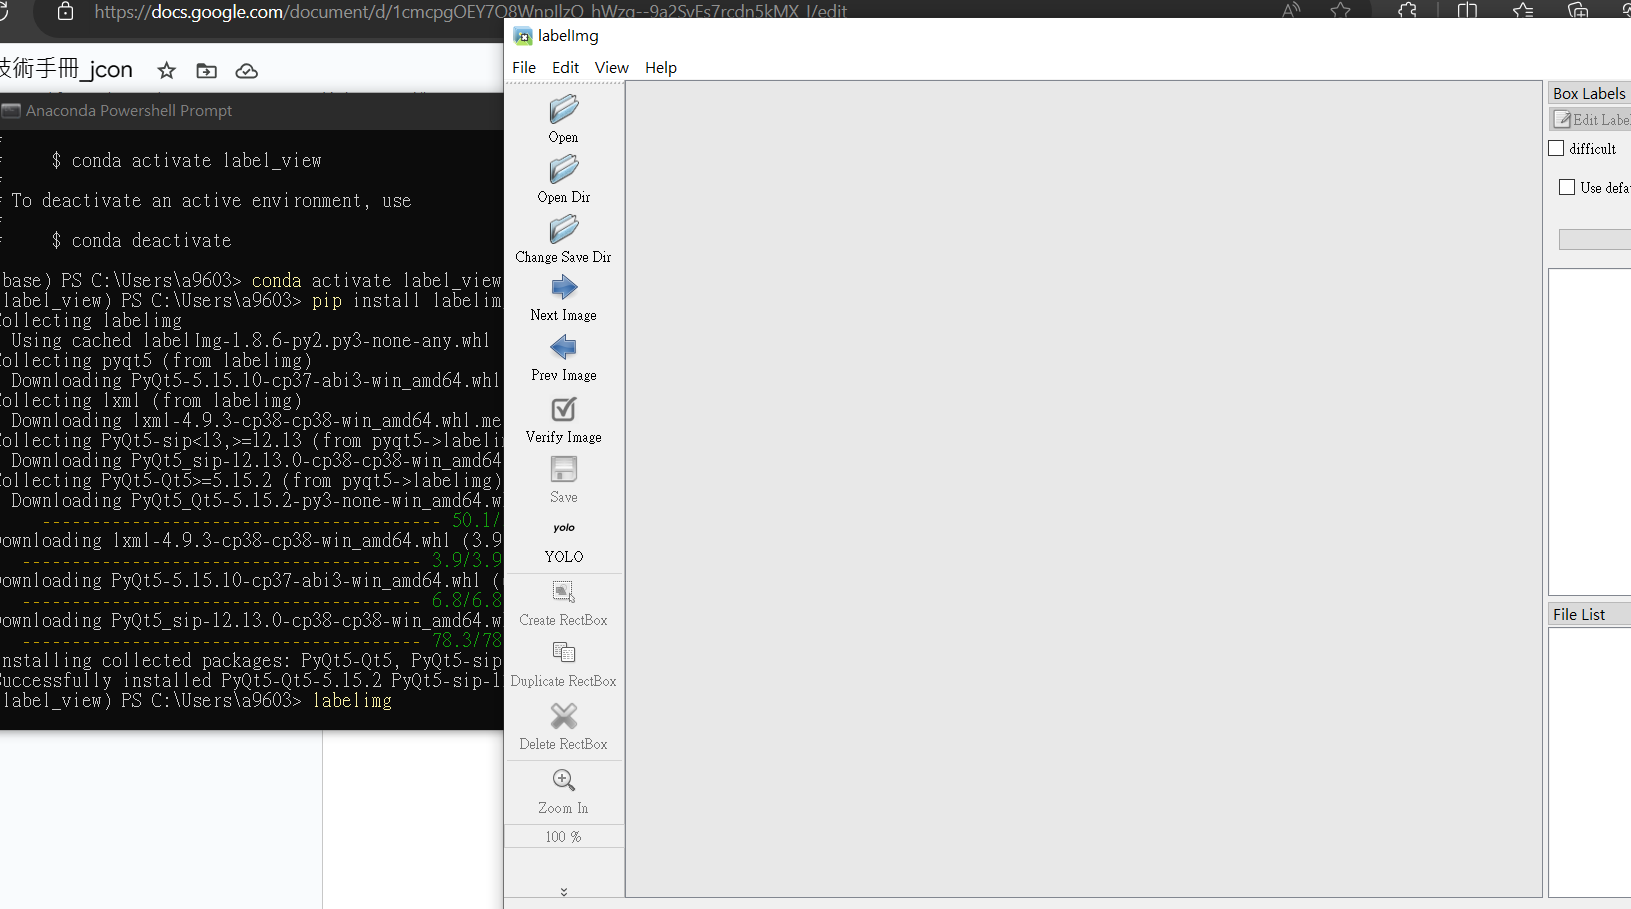 https://docs.google.com/document/d/
技術手冊_jcon
Anaconda Powershell Prompt
$ conda activate label_view
To deactivate an active environment, use
$ conda deactivate
base) PS C:\Users\a9603> conda activate label_view
label_view) PS C:\Users\a9603> pip install labelim
ollecting labelimg
Using cached labelImg-1.8.6-py2.py3-none-any.whl
ollecting pyqt5 (from labelimg)
Downloading PyQt5-5.15.10-cp37-abi3-win_amd64.whl
ollecting lxml (from labelimg)
Downloading lxml-4.9.3-cp38-cp38-win_amd64.whl.me
ollecting PyQt5-sip<13,>=12.13 (from pyqt5->labelim
Downloading PyQt5_sip-12.13.0-cp38-cp38-win_amd64
ollecting PyQt5-Qt5>=5.15.2 (from pyqt5->labelimg)
Downloading PyQt5_Qt5-5.15.2-py3-none-win_amd64.w
---------------------------------------- 50.1/
ownloading lxml-4.9.3-cp38-cp38-win_amd64.whl (3.9
---------------------------------------- 3.9/3.9
ownloading PyQt5-5.15.10-cp37-abi3-win_amd64.whl (
---------------------------------------- 6.8/6.8
ownloading PyQt5_sip-12.13.0-cp38-cp38-win_amd64.w
---------------------------------------- 78.3/78
nstalling collected packages: PyQt5-Qt5, PyQt5-sip
uccessfully installed PyQt5-Qt5-5.15.2 PyQt5-sip-1
label_view) PS C:\Users\a9603> labelimg
labelImg
File Edit View Help
Open
Open Dir
Change Save Dir
Next Image
Prev Image
Verify Image
Save
yolo
YOLO
Create RectBox
Duplicate RectBox
Delete RectBox
Zoom In
100 %
Box Labels
Edit Label
difficult
Use defa
File List